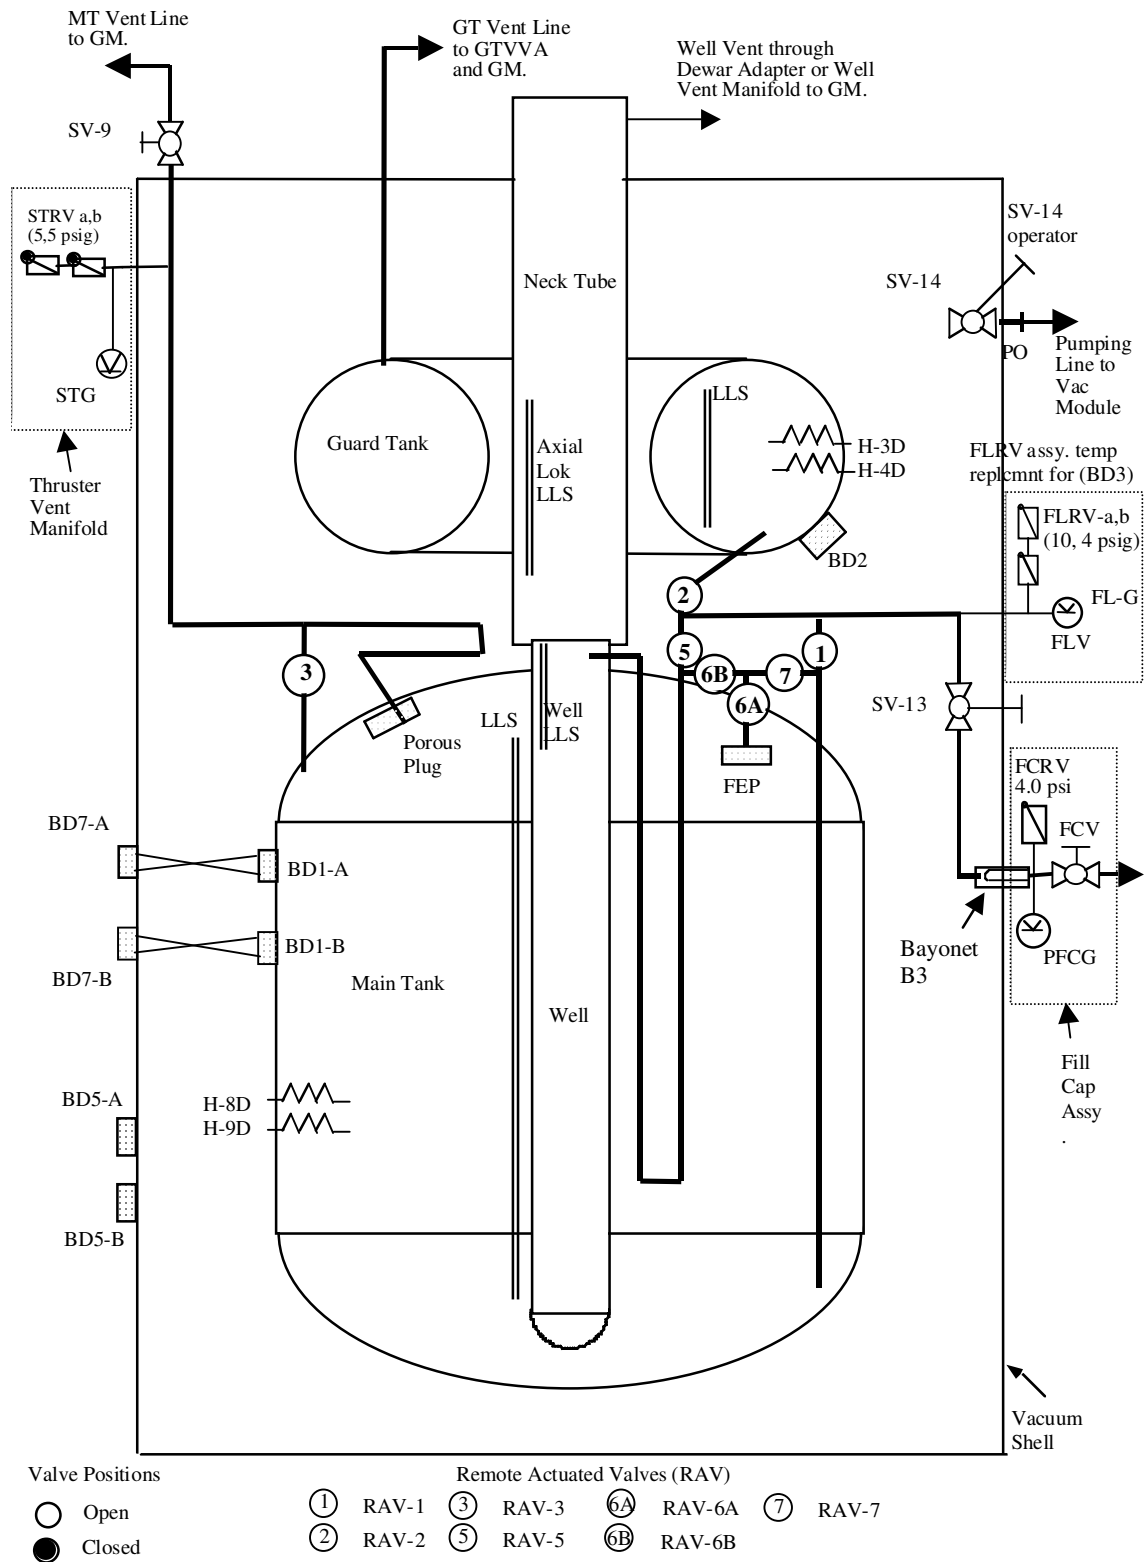 MT Vent Line
to GM.
GT Vent Line
to GTVVA
and GM.
Well Vent through
Dewar Adapter or Well
Vent Manifold to GM.
SV-9
STRV a,b
(5,5 psig)
STG
Thruster
Vent
Manifold
Neck Tube
SV-14
operator
SV-14
PO
Pumping
Line to
Vac
Module
Guard Tank
Axial
Lok
LLS
LLS
H-3D
H-4D
BD2
FLRV assy. temp
replcmnt for (BD3)
FLRV-a,b
(10, 4 psig)
FL-G
FLV
2
5
6B
7
1
6A
3
LLS
Well
LLS
Porous
Plug
FEP
SV-13
FCRV
4.0 psi
FCV
PFCG
Bayonet
B3
Fill
Cap
Assy
.
BD7-A
BD1-A
BD1-B
BD7-B
Main Tank
Well
H-8D
H-9D
BD5-A
BD5-B
Vacuum
Shell
Valve Positions
Open
Closed
Remote Actuated Valves (RAV)
1 RAV-1 3 RAV-3 6A RAV-6A 7 RAV-7
2 RAV-2 5 RAV-5 6B RAV-6B